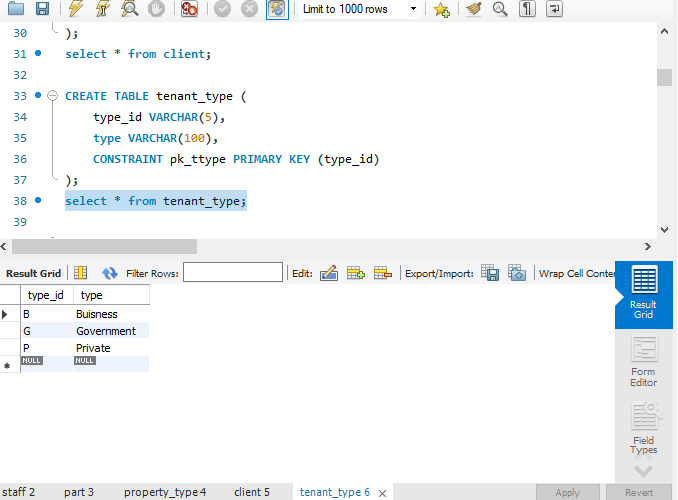 Limit to 1000 rows
30 );
31 select * from client;
32
33 CREATE TABLE tenant_type (
34 type_id VARCHAR(5),
35 type VARCHAR(100),
36 CONSTRAINT pk_ttype PRIMARY KEY (type_id)
37 );
38 select * from tenant_type;
39
Result Grid Filter Rows: Edit: Export/Import: Wrap Cell Conten
type_id type
B Buisness
G Government
P Private
NULL NULL
Result
Grid
Form
Editor
Field
Types
staff 2 part 3 property_type 4 client 5 tenant_type 6 Apply Revert